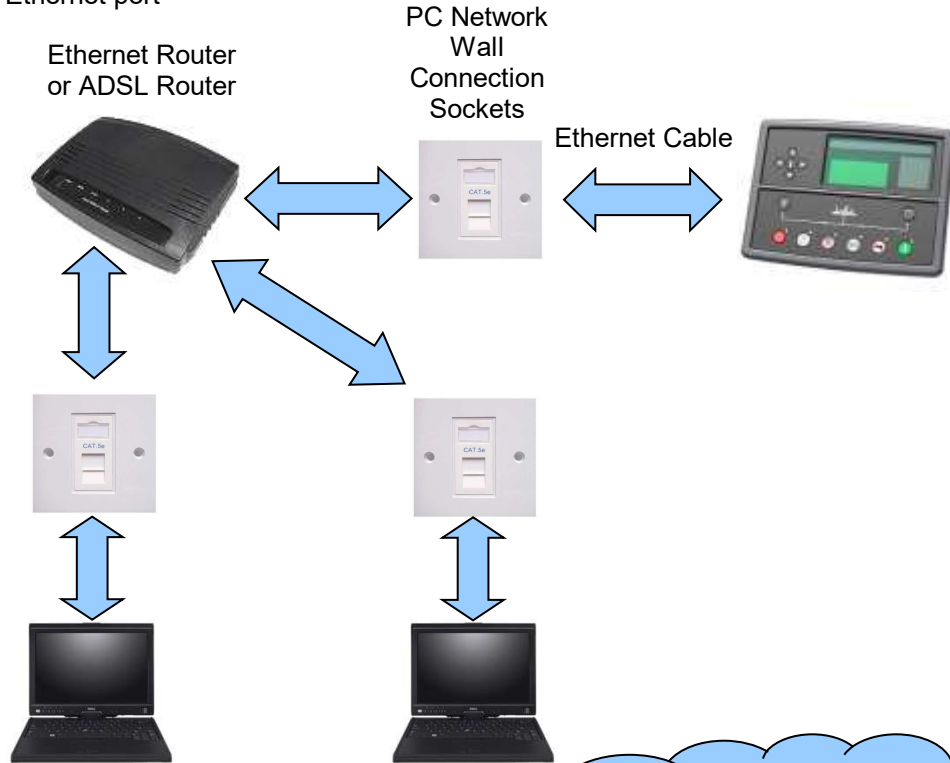 Ethernet port
Ethernet Router
or ADSL Router
PC Network
Wall
Connection
Sockets
Ethernet Cable
CAT.5e
CAT.5e
CAT.5e